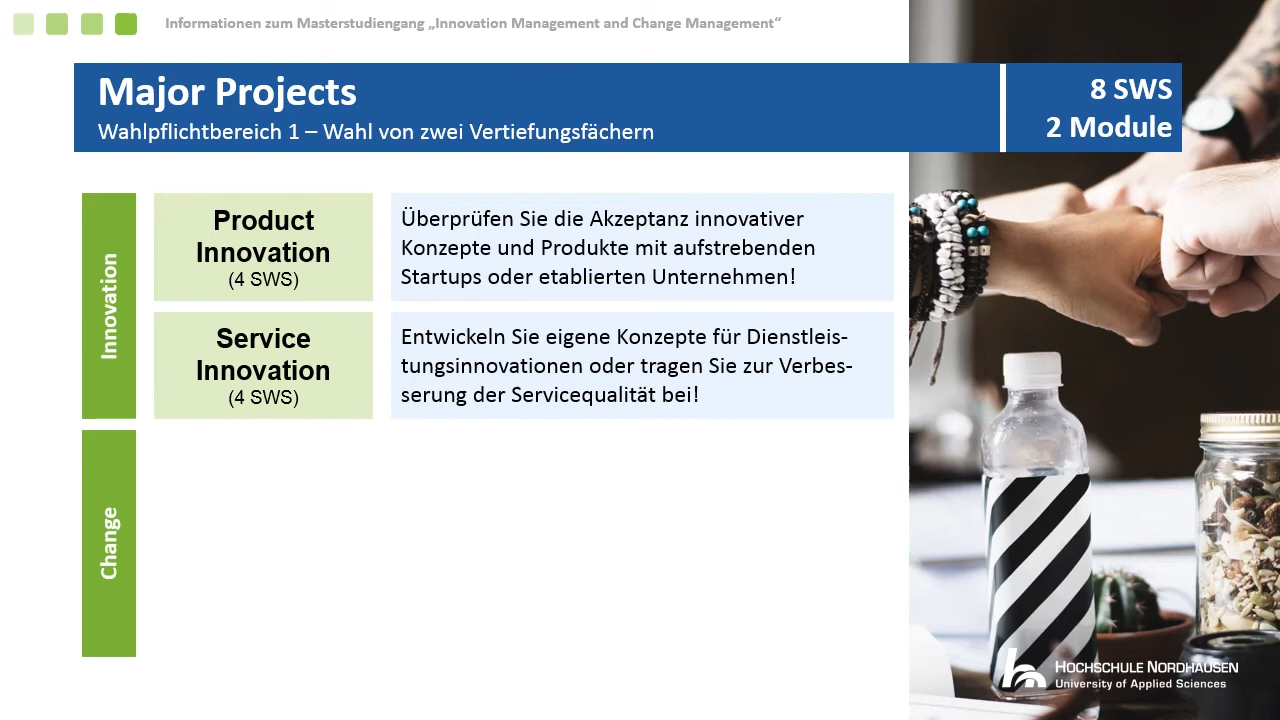 Informationen zum Masterstudiengang „Innovation Management and Change Management“
Major Projects
Wahlpflichtbereich 1 – Wahl von zwei Vertiefungsfächern
8 SWS
2 Module
Innovation
Product
Innovation
(4 SWS)
Überprüfen Sie die Akzeptanz innovativer
Konzepte und Produkte mit aufstrebenden
Startups oder etablierten Unternehmen!
Service
Innovation
(4 SWS)
Entwickeln Sie eigene Konzepte für Dienstleis-
tungsinnovationen oder tragen Sie zur Verbes-
serung der Servicequalität bei!
Change
Hochschule Nordhausen
University of Applied Sciences